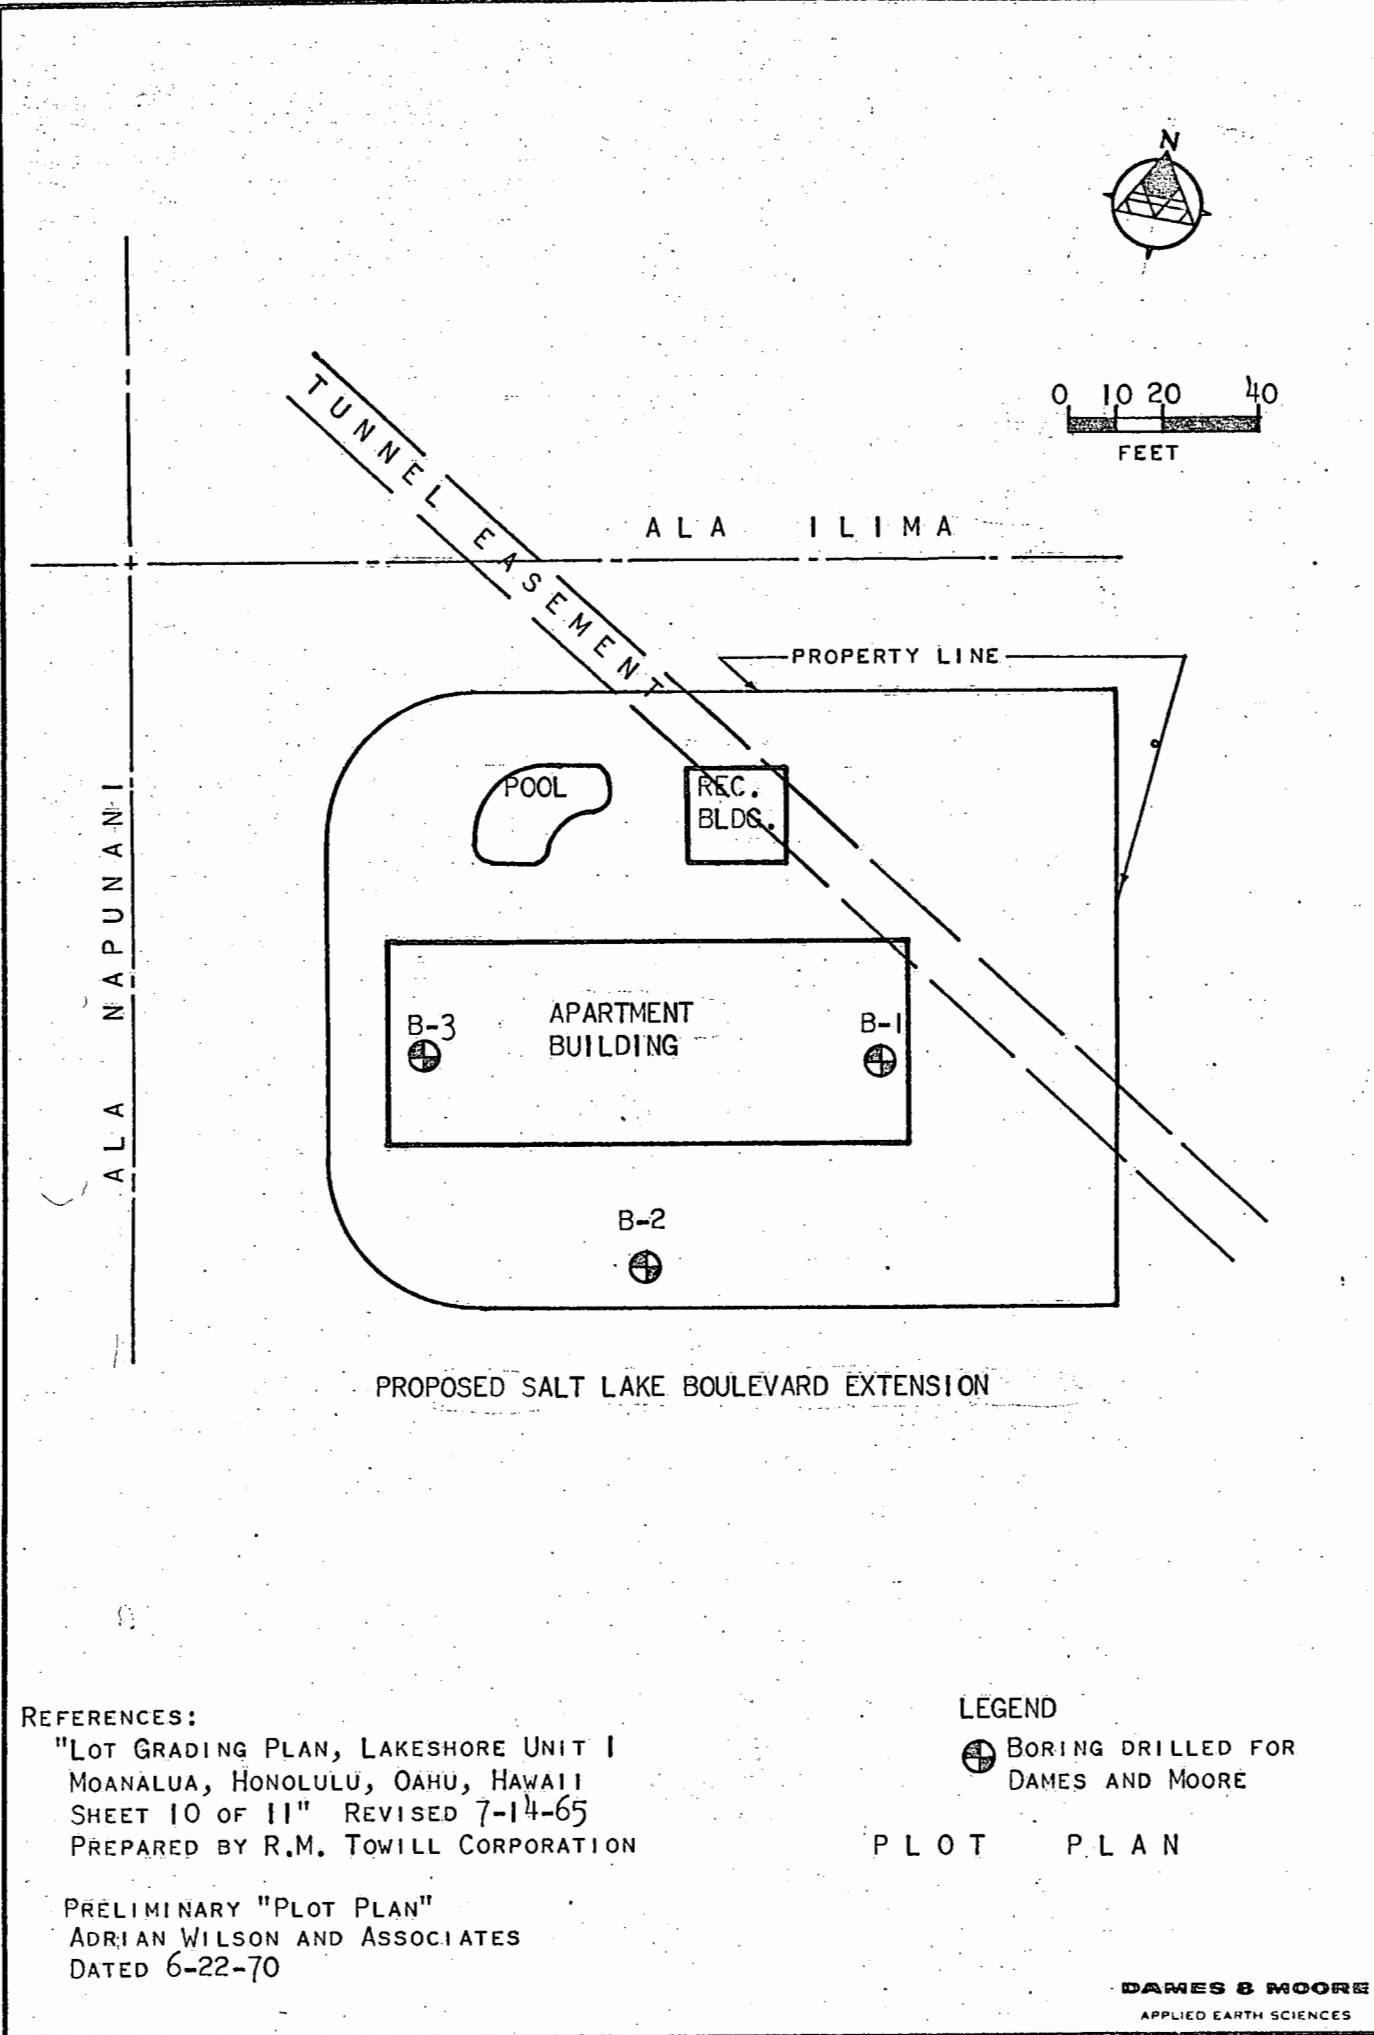 N
0 10 20 40
FEET
TUNNEL EASEMENT
ALA ILIMA
PROPERTY LINE
POOL
REC.
BLDG.
ALA NAPUNANI
APARTMENT
BUILDING
B-3
B-1
B-2
PROPOSED SALT LAKE BOULEVARD EXTENSION
REFERENCES:
"LOT GRADING PLAN, LAKESHORE UNIT I
MOANALUA, HONOLULU, OAHU, HAWAII
SHEET 10 OF 11" REVISED 7-14-65
PREPARED BY R.M. TOWILL CORPORATION
PRELIMINARY "PLOT PLAN"
ADRIAN WILSON AND ASSOCIATES
DATED 6-22-70
LEGEND
BORING DRILLED FOR
DAMES AND MOORE
PLOT PLAN
DAMES & MOORE
APPLIED EARTH SCIENCES